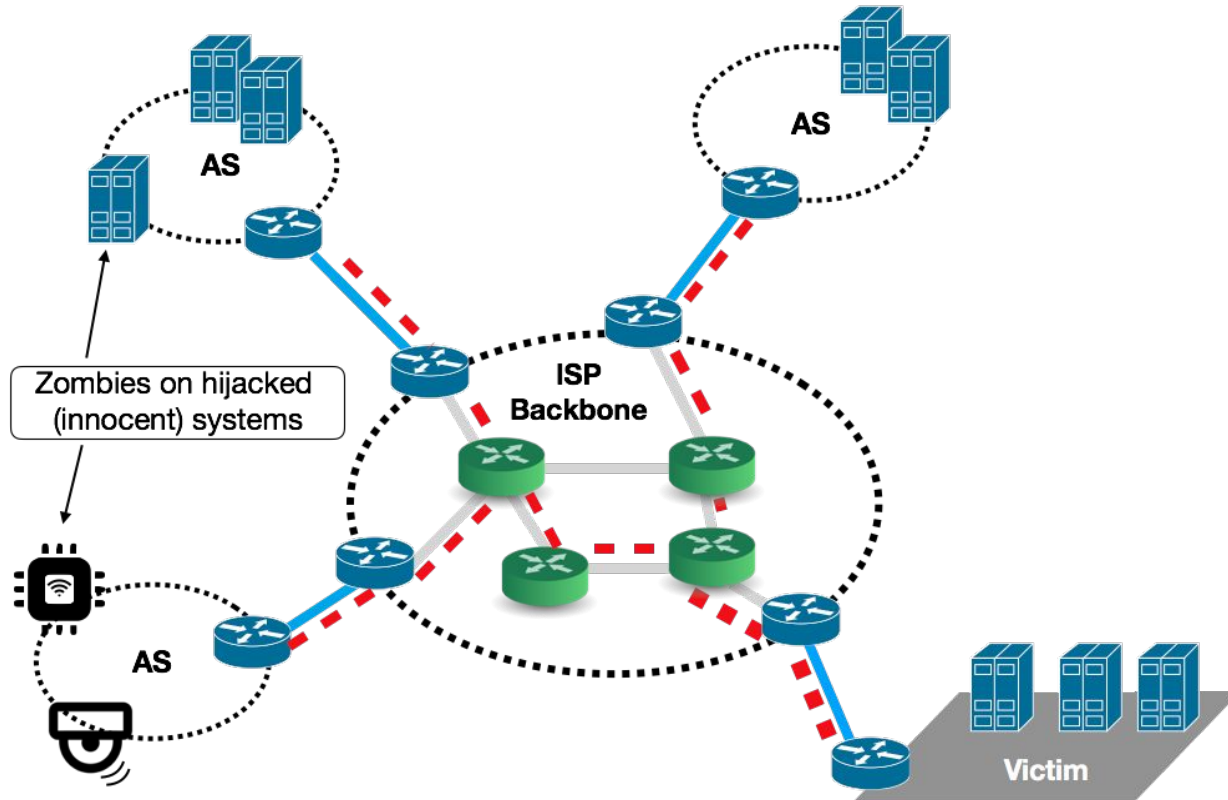 AS
AS
ISP
Backbone
Zombies on hijacked
(innocent) systems
AS
Victim